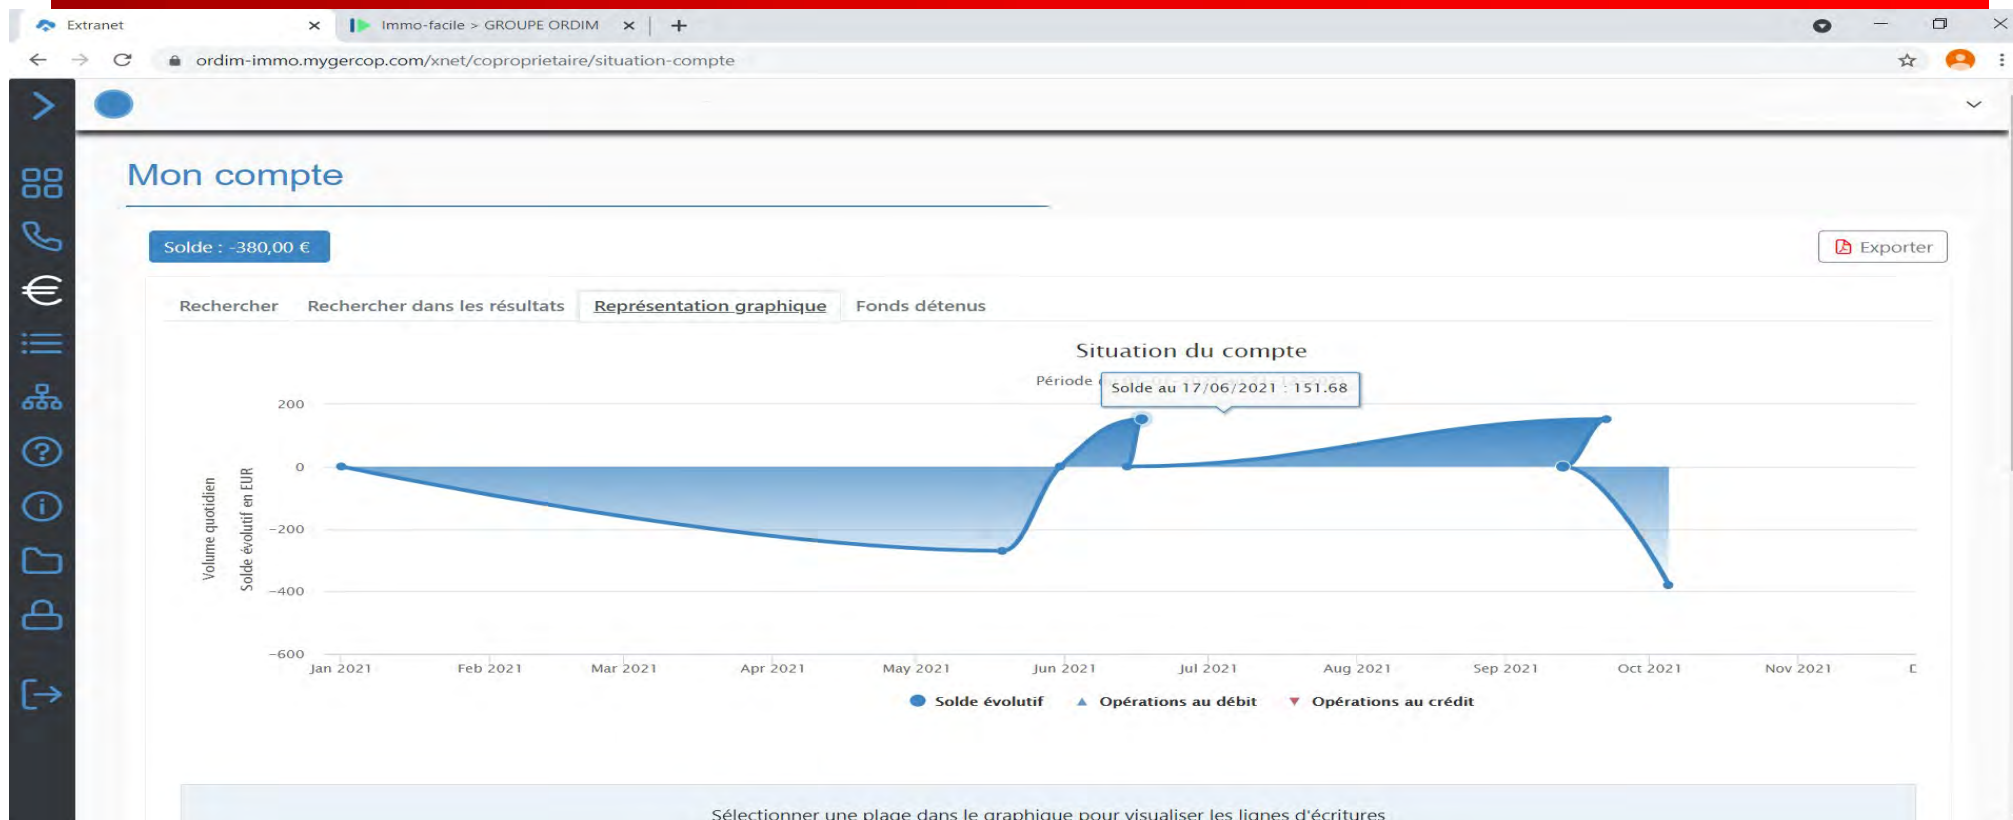 Extranet
Immo-facile > GROUPE ORDIM
ordim-immo.mygercop.com/xnet/coproprietaire/situation-compte
Mon compte
Solde : -380,00 €
Exporter
Rechercher Rechercher dans les résultats Représentation graphique Fonds détenus
Situation du compte
Période
Solde au 17/06/2021 : 151.68
200
0
-200
-400
-600
Volume quotidien
Solde évolutif en EUR
Jan 2021 Feb 2021 Mar 2021 Apr 2021 May 2021 Jun 2021 Jul 2021 Aug 2021 Sep 2021 Oct 2021 Nov 2021
Solde évolutif Opérations au débit Opérations au crédit
Sélectionner une plage dans le graphique pour visualiser les lignes d'écritures